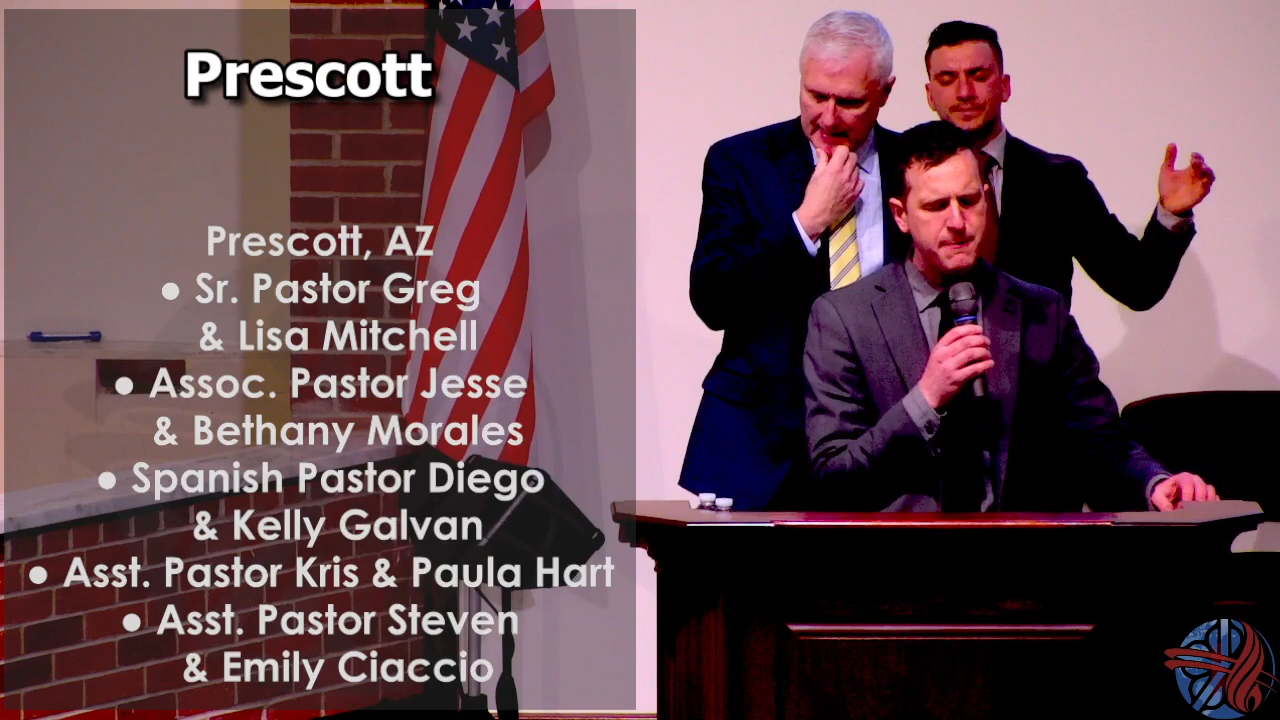 Prescott
Prescott, AZ
● Sr. Pastor Greg
& Lisa Mitchell
● Assoc. Pastor Jesse
& Bethany Morales
● Spanish Pastor Diego
& Kelly Galvan
● Asst. Pastor Kris & Paula Hart
● Asst. Pastor Steven
& Emily Ciaccio